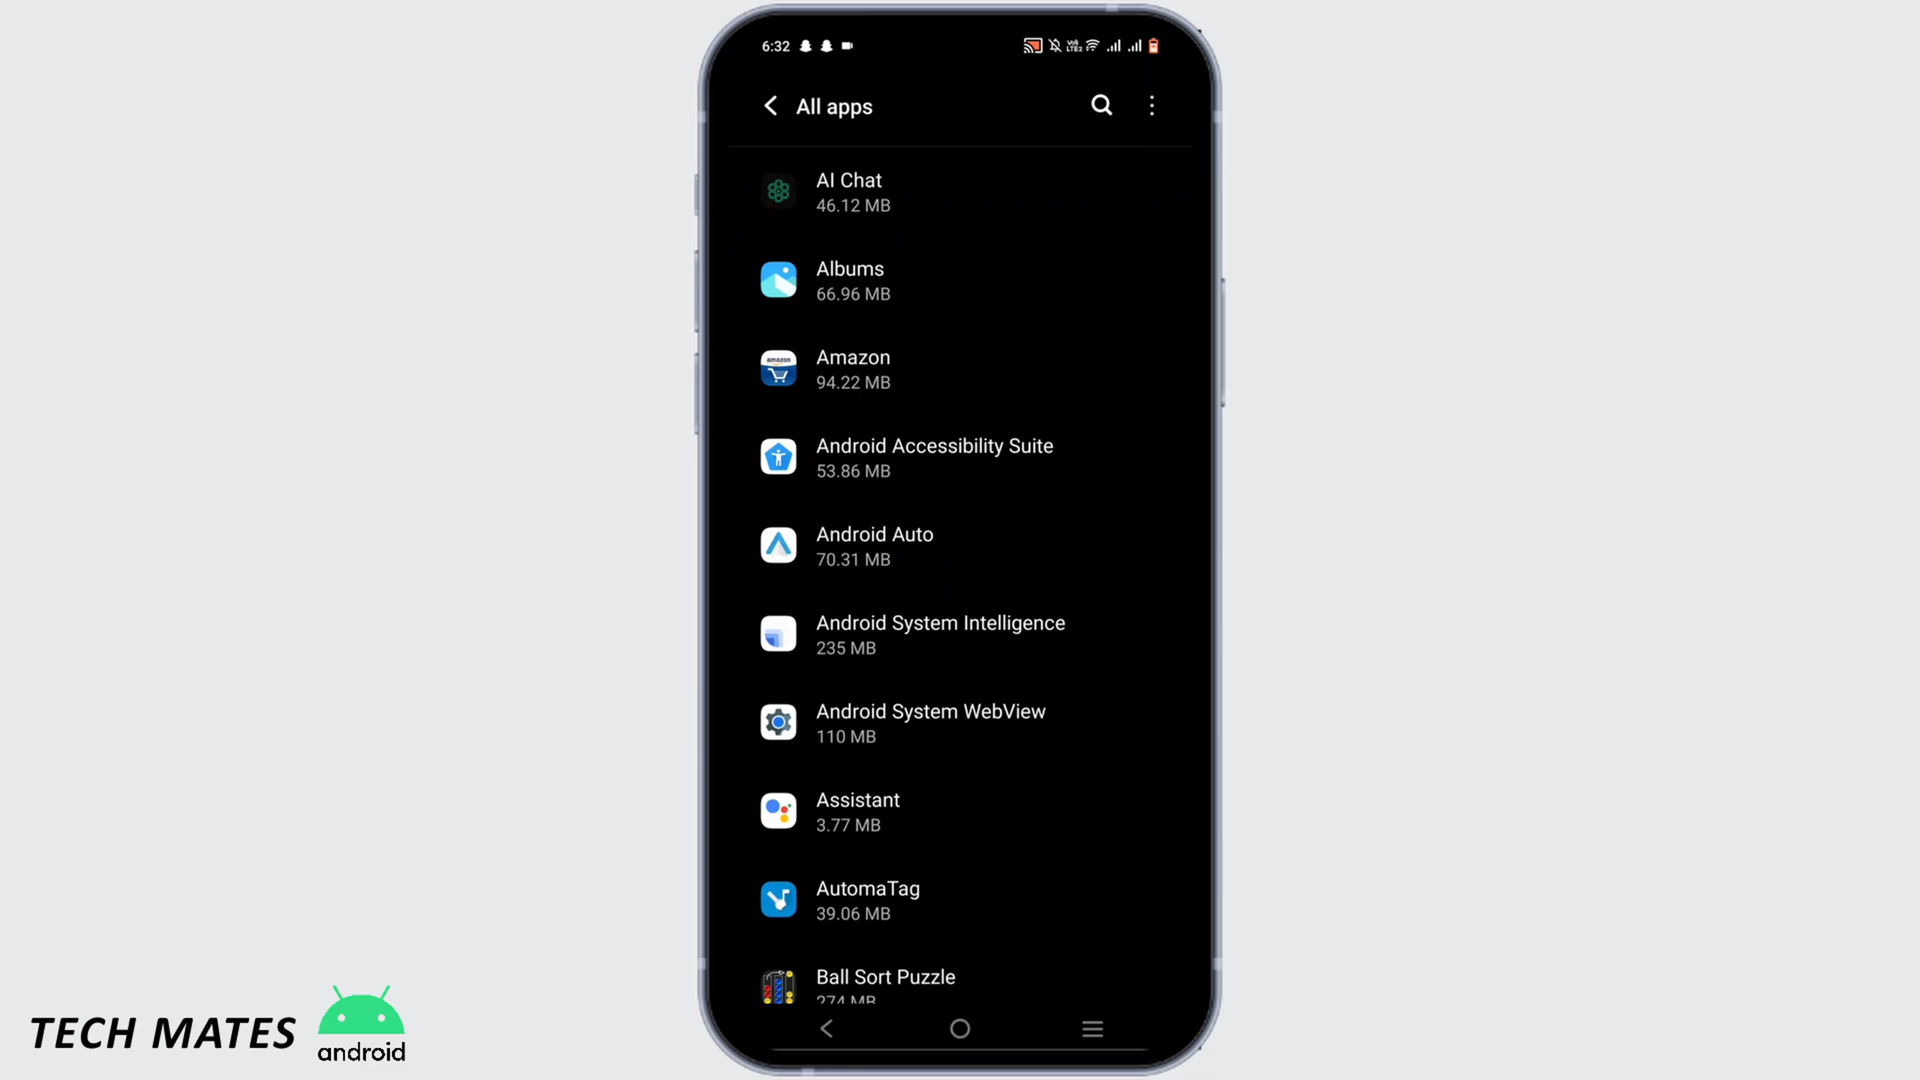 6:32
All apps
AI Chat
46.12 MB
Albums
66.96 MB
amazon
Amazon
94.22 MB
Android Accessibility Suite
53.86 MB
Android Auto
70.31 MB
Android System Intelligence
235 MB
Android System WebView
110 MB
Assistant
3.77 MB
AutomaTag
39.06 MB
Ball Sort Puzzle
274 MB
TECH MATES
android